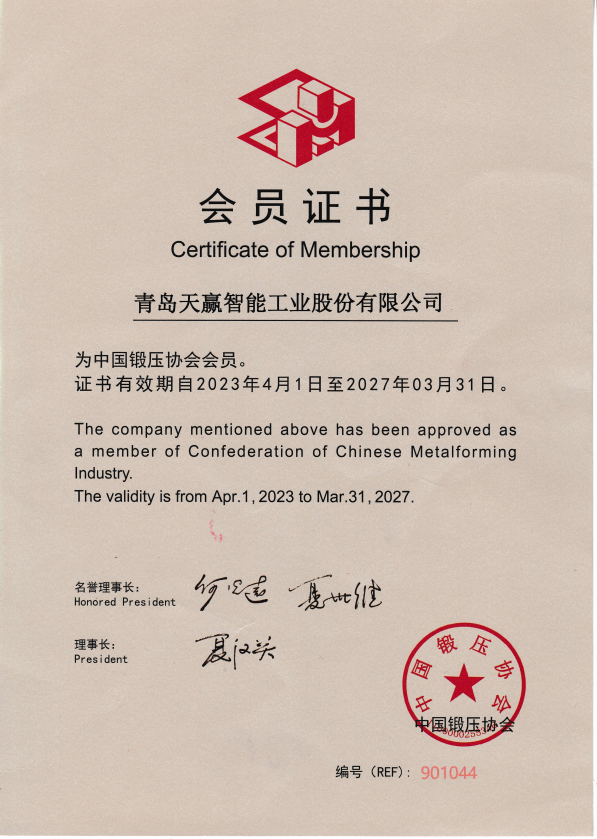 会员证书
Certificate of Membership
青岛天赢智能工业股份有限公司
为中国锻压协会会员。
证书有效期自2023年4月1日至2027年03月31日。
The company mentioned above has been approved as
a member of Confederation of Chinese Metalforming
Industry.
The validity is from Apr.1, 2023 to Mar.31, 2027.
名誉理事长：
Honored President
理事长：
President
中国锻压协会
中国锻压协会
编号（REF）：901044